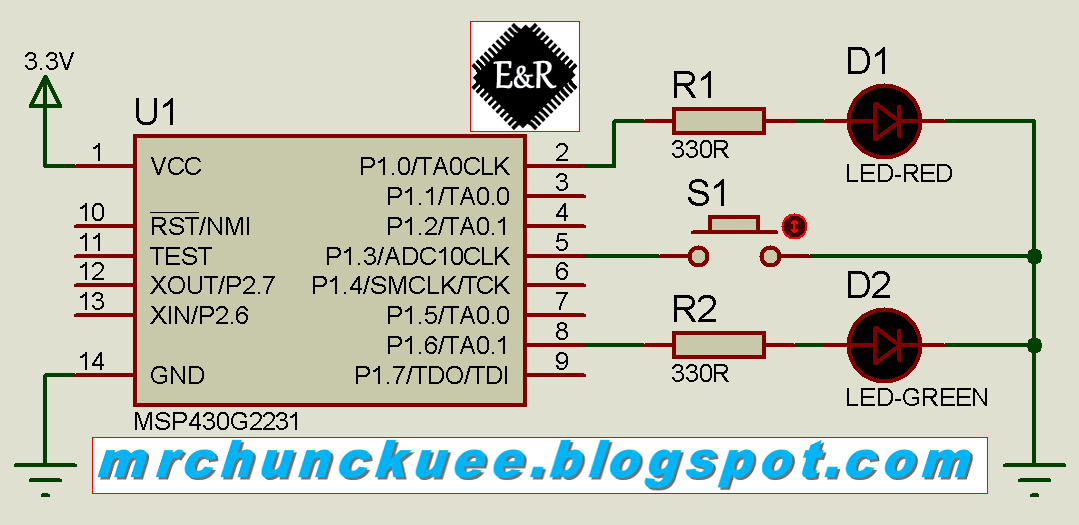 3.3V
E&R
U1
1
VCC
10
RST/NMI
11
TEST
12
XOUT/P2.7
13
XIN/P2.6
14
GND
P1.0/TA0CLK
2
P1.1/TA0.0
3
P1.2/TA0.1
4
P1.3/ADC10CLK
5
P1.4/SMCLK/TCK
6
P1.5/TA0.0
7
P1.6/TA0.1
8
P1.7/TDO/TDI
9
MSP430G2231
R1
330R
D1
LED-RED
S1
R2
330R
D2
LED-GREEN
mrchunckuee.blogspot.com